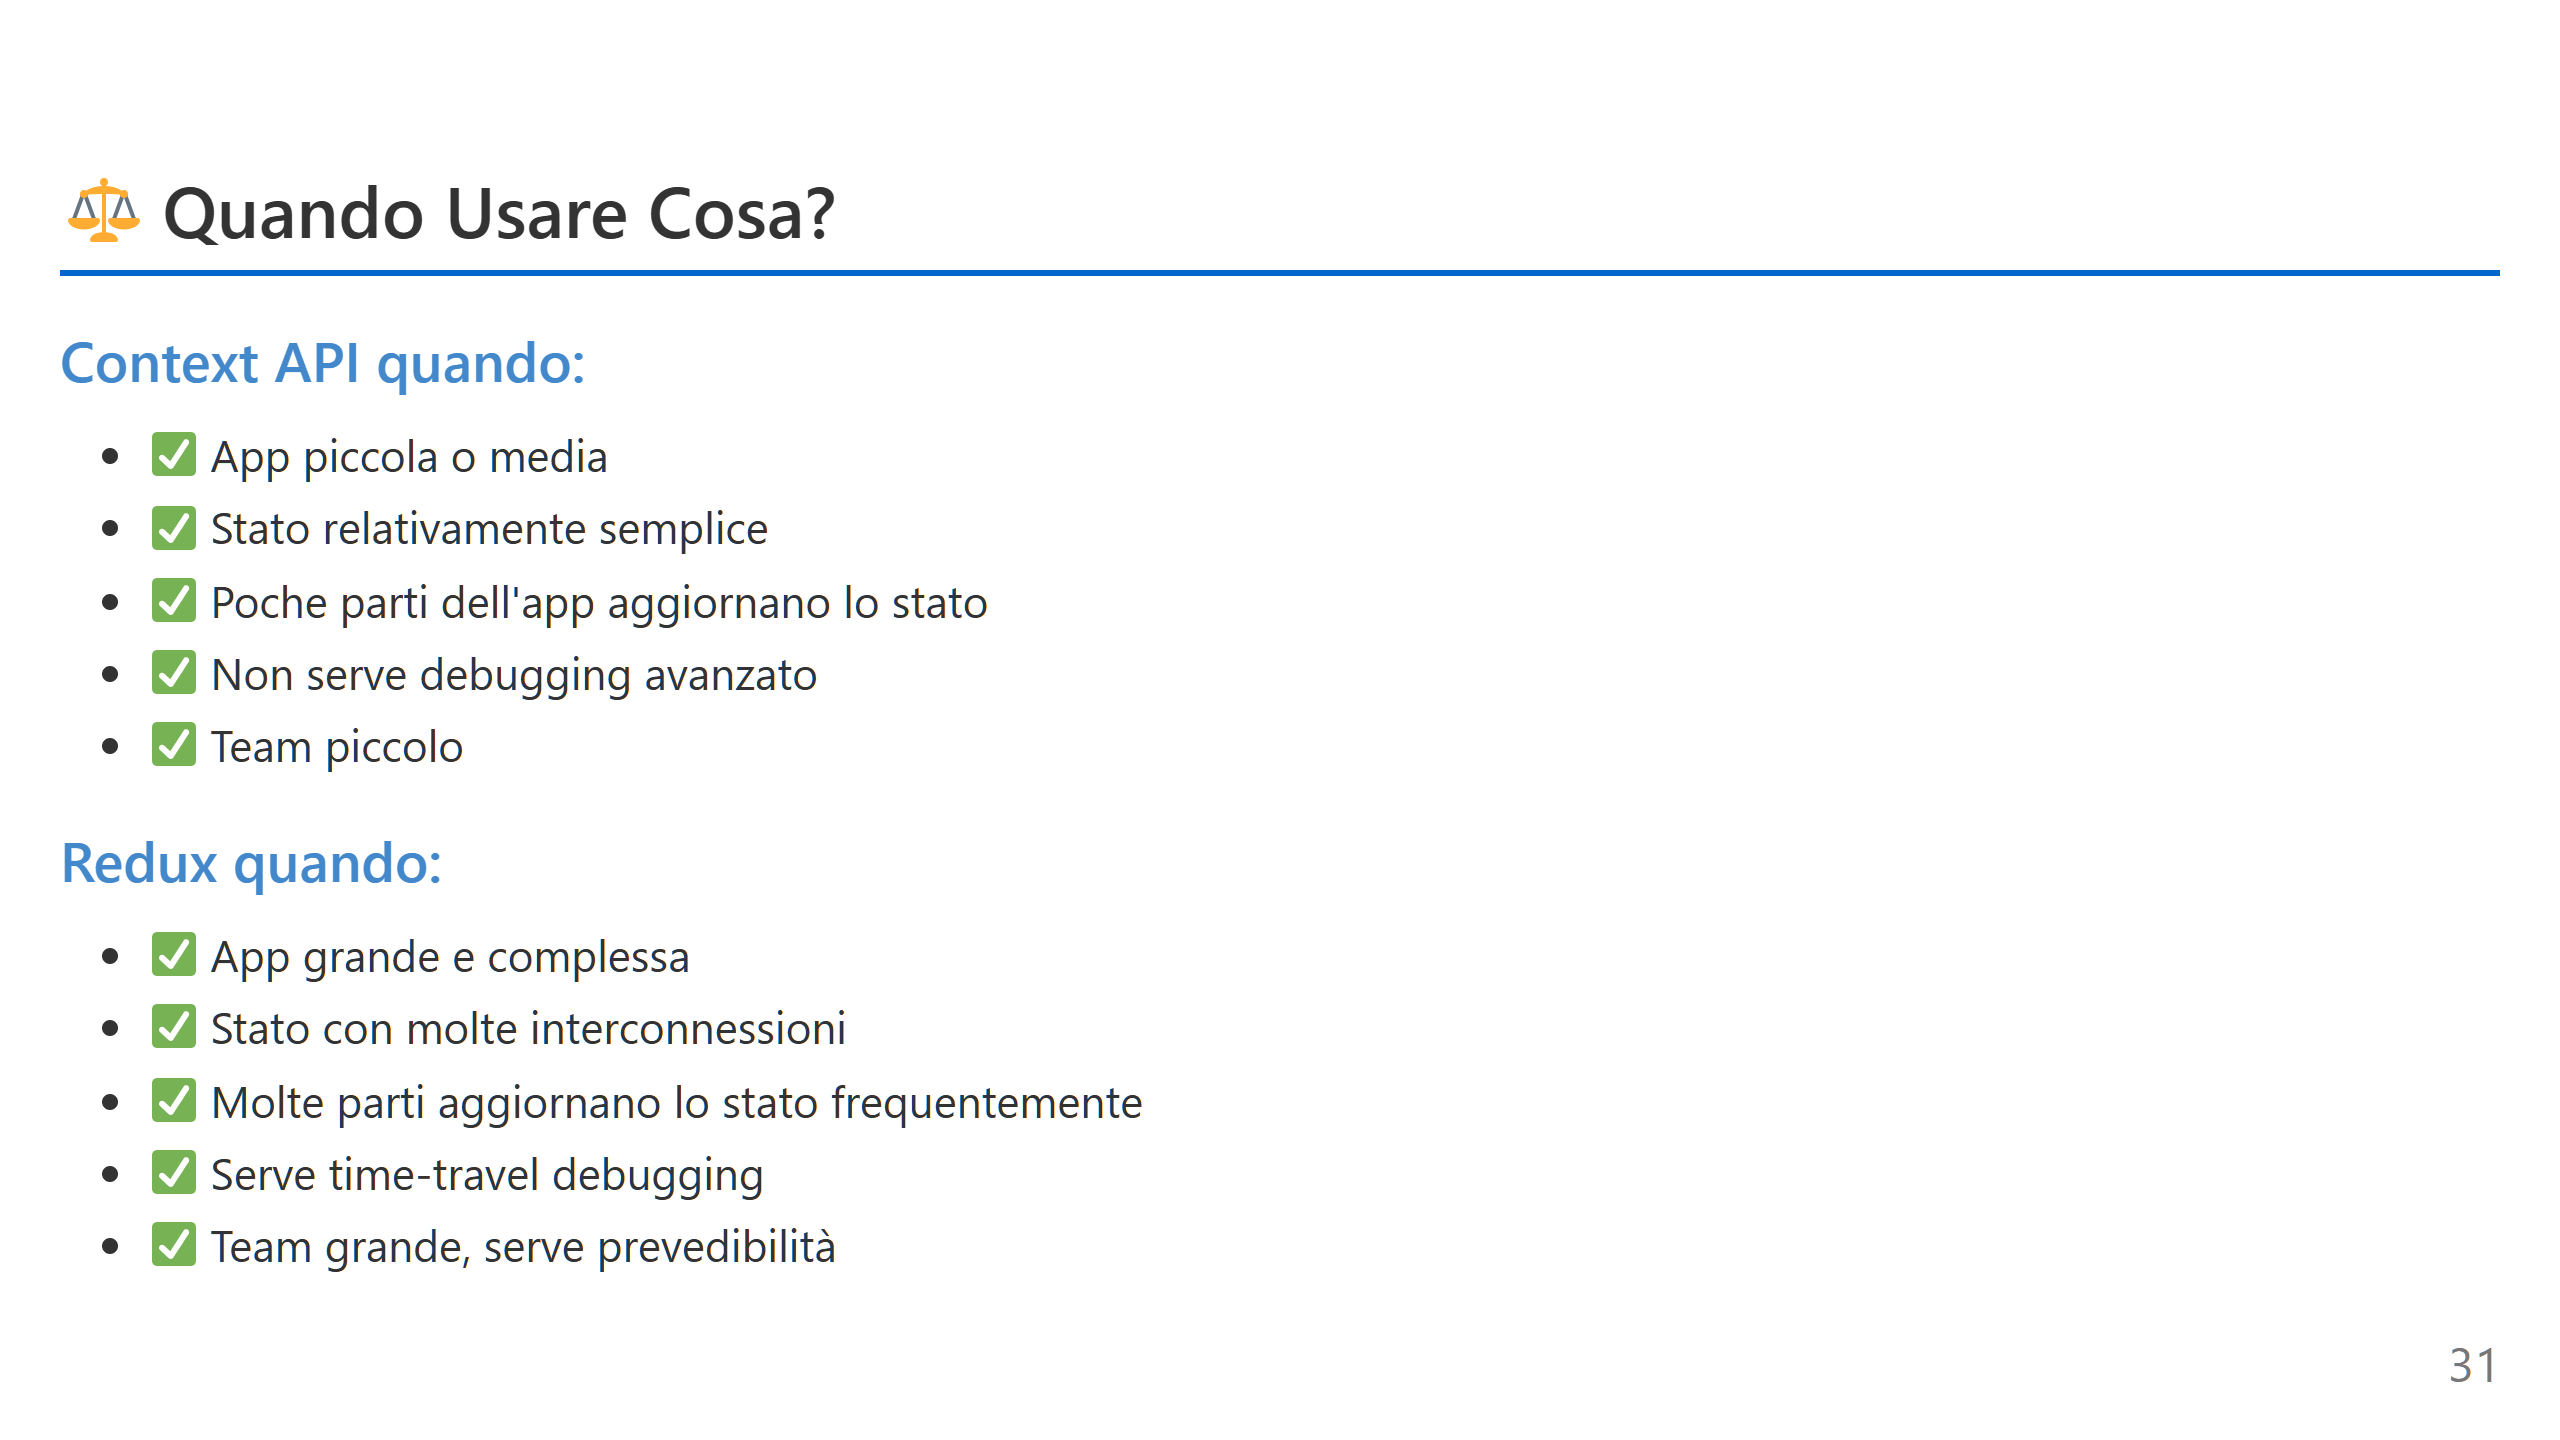 ⚖️ Quando Usare Cosa?
Context API quando:
• ✅ App piccola o media
• ✅ Stato relativamente semplice
• ✅ Poche parti dell'app aggiornano lo stato
• ✅ Non serve debugging avanzato
• ✅ Team piccolo
Redux quando:
• ✅ App grande e complessa
• ✅ Stato con molte interconnessioni
• ✅ Molte parti aggiornano lo stato frequentemente
• ✅ Serve time-travel debugging
• ✅ Team grande, serve prevedibilità
31